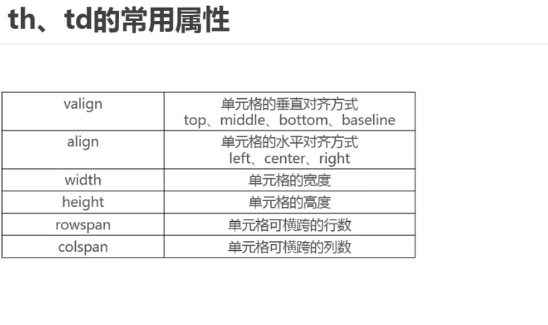 th、td的常用属性
valign 单元格的垂直对齐方式
top、middle、bottom、baseline
align 单元格的水平对齐方式
left、center、right
width 单元格的宽度
height 单元格的高度
rowspan 单元格可横跨的行数
colspan 单元格可横跨的列数